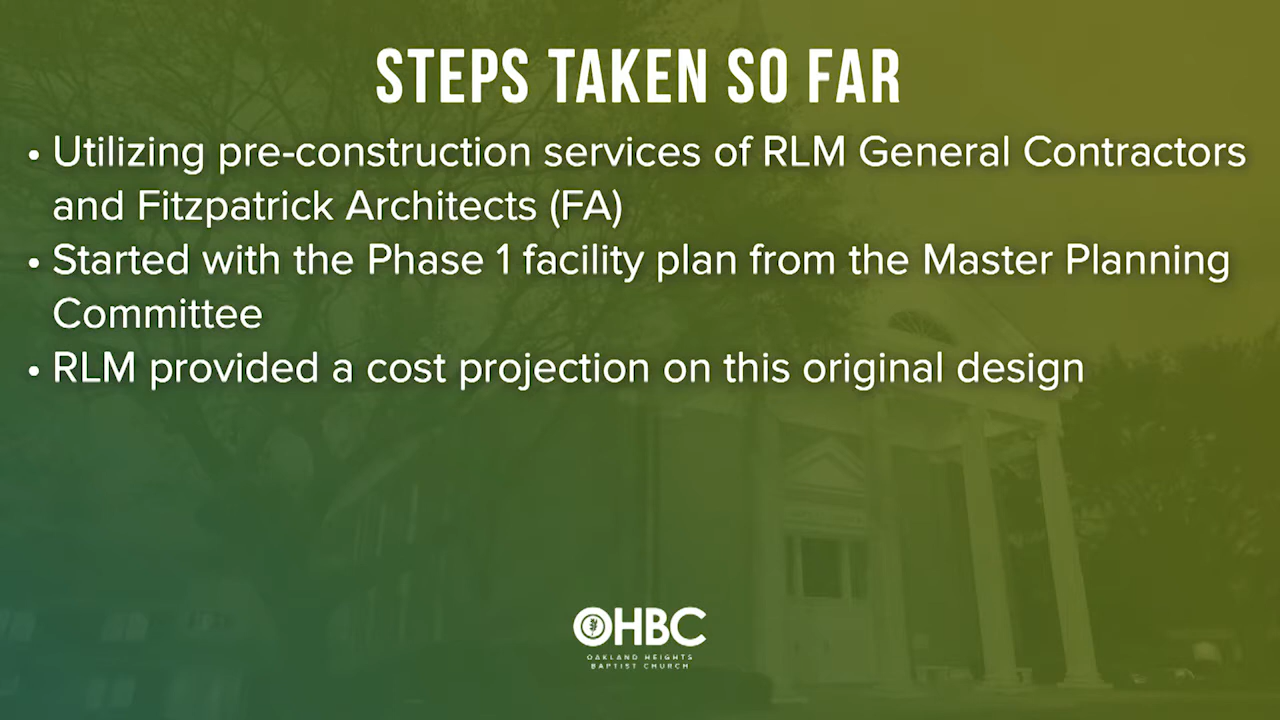 STEPS TAKEN SO FAR
• Utilizing pre-construction services of RLM General Contractors
and Fitzpatrick Architects (FA)
• Started with the Phase 1 facility plan from the Master Planning
Committee
• RLM provided a cost projection on this original design
OHBC
OAKLAND HEIGHTS
BAPTIST CHURCH